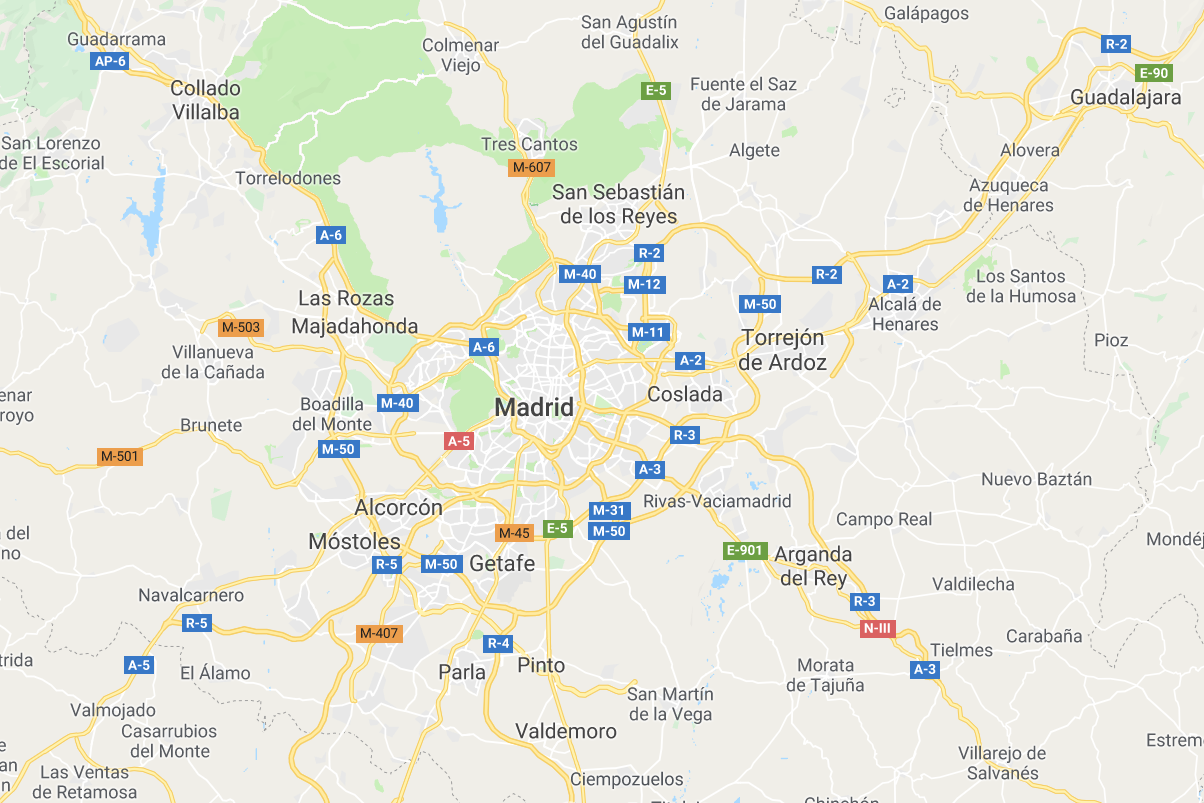 Galápagos
San Agustín
del Guadalix
Guadarrama
Colmenar
Viejo
R-2
AP-6
E-90
Collado
Villalba
E-5
Fuente el Saz
de Jarama
Guadalajara
San Lorenzo
de El Escorial
Tres Cantos
Algete
Alovera
M-607
Torrelodones
San Sebastián
de los Reyes
Azuqueca
de Henares
A-6
R-2
M-40
R-2
M-12
A-2
Los Santos
de la Humosa
Las Rozas
M-50
Alcalá de
Henares
Majadahonda
M-503
M-11
Torrejón
de Ardoz
Pioz
Villanueva
de la Cañada
A-6
A-2
enar
royo
Coslada
Boadilla
del Monte
M-40
Madrid
Brunete
A-5
R-3
M-50
M-501
A-3
Nuevo Baztán
Rivas-Vaciamadrid
Alcorcón
M-31
Campo Real
del
no
M-45
E-5
M-50
Mondé
Móstoles
E-901
Arganda
del Rey
R-5
M-50
Getafe
Valdilecha
Navalcarnero
R-3
R-5
M-407
N-III
Carabaña
R-4
Tielmes
trida
A-5
El Álamo
Parla
Pinto
Morata
de Tajuña
A-3
San Martín
de la Vega
Valmojado
Casarrubios
del Monte
Valdemoro
Estrem
e
an
n
Villarejo de
Salvanés
Las Ventas
de Retamosa
Ciempozuelos